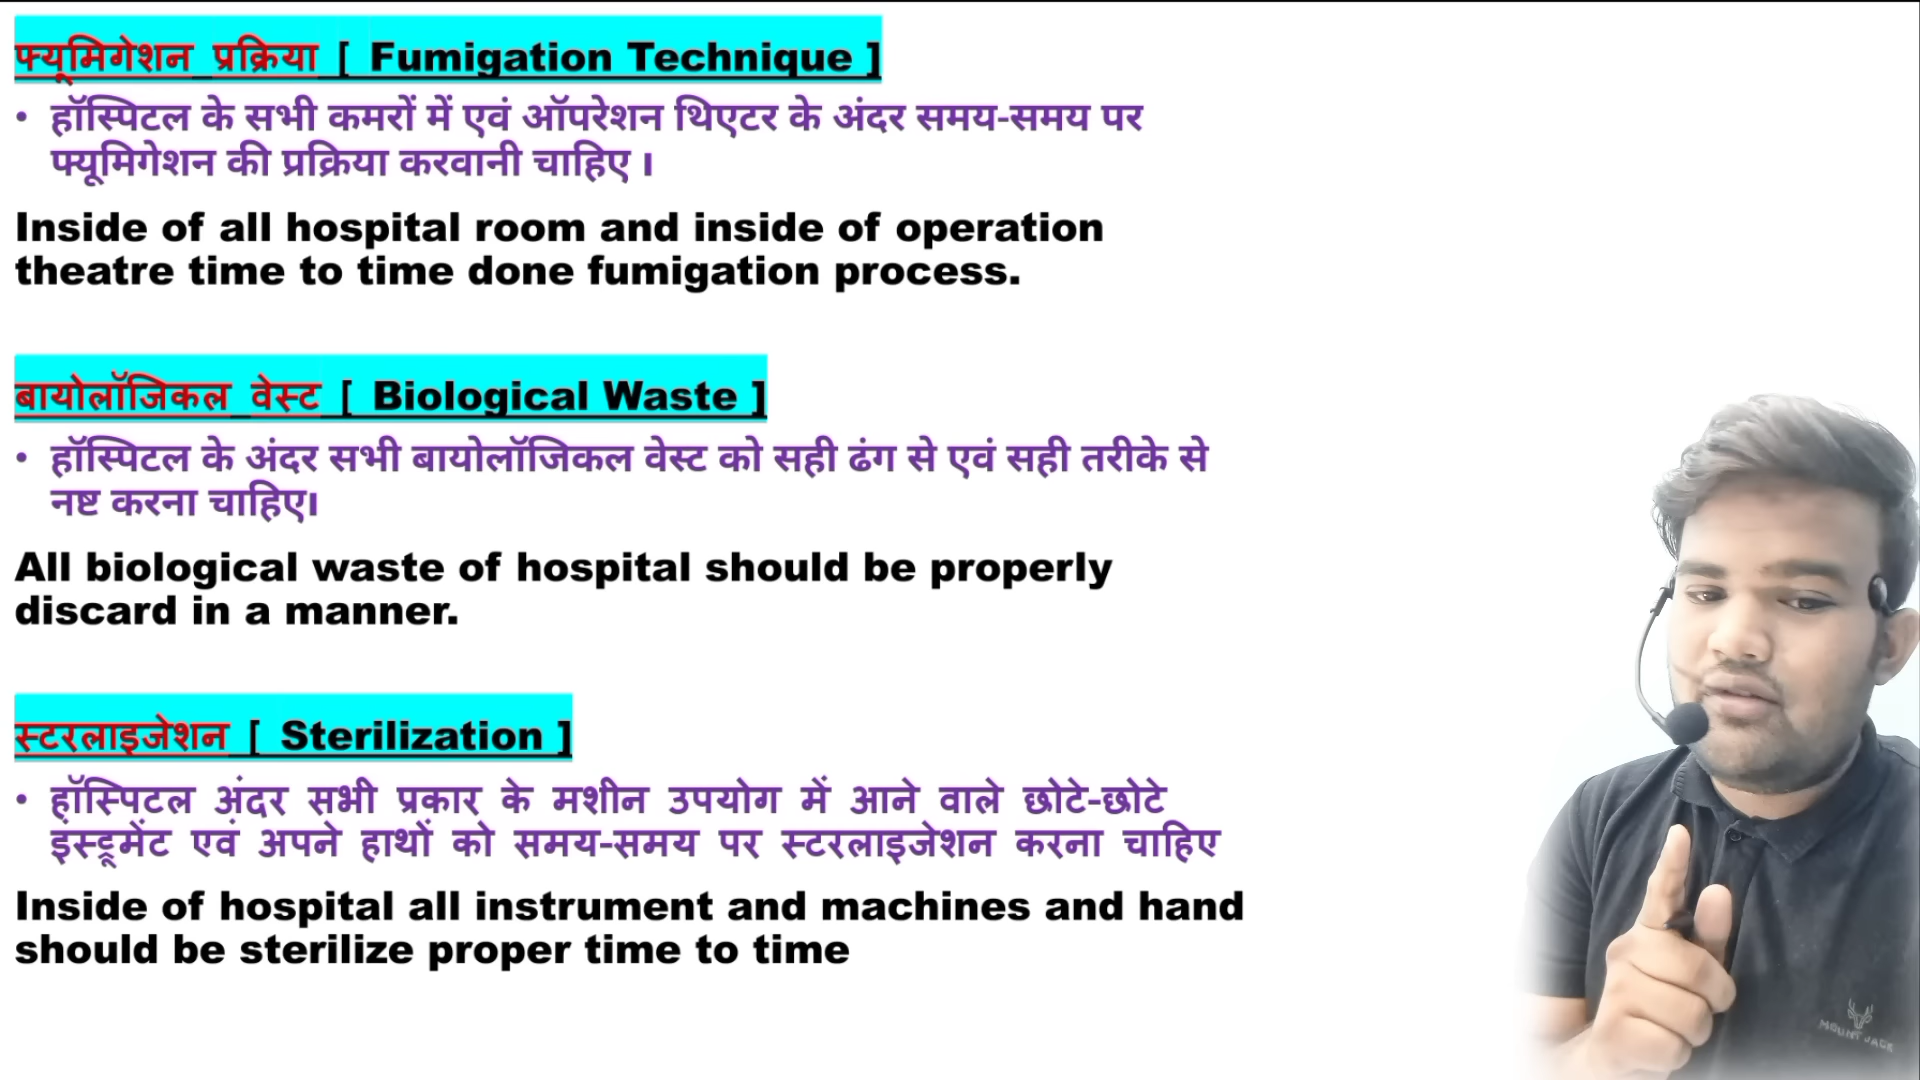 फ्यूमिगेशन प्रक्रिया [ Fumigation Technique ]
• हॉस्पिटल के सभी कमरों में एवं ऑपरेशन थिएटर के अंदर समय-समय पर
फ्यूमिगेशन की प्रक्रिया करवानी चाहिए ।
Inside of all hospital room and inside of operation
theatre time to time done fumigation process.
बायोलॉजिकल वेस्ट [ Biological Waste ]
• हॉस्पिटल के अंदर सभी बायोलॉजिकल वेस्ट को सही ढंग से एवं सही तरीके से
नष्ट करना चाहिए।
All biological waste of hospital should be properly
discard in a manner.
स्टरलाइजेशन [ Sterilization ]
• हॉस्पिटल अंदर सभी प्रकार के मशीन उपयोग में आने वाले छोटे-छोटे
इंस्ट्रूमेंट एवं अपने हाथों को समय-समय पर स्टरलाइजेशन करना चाहिए
Inside of hospital all instrument and machines and hand
should be sterilize proper time to time
MOUNT JACK